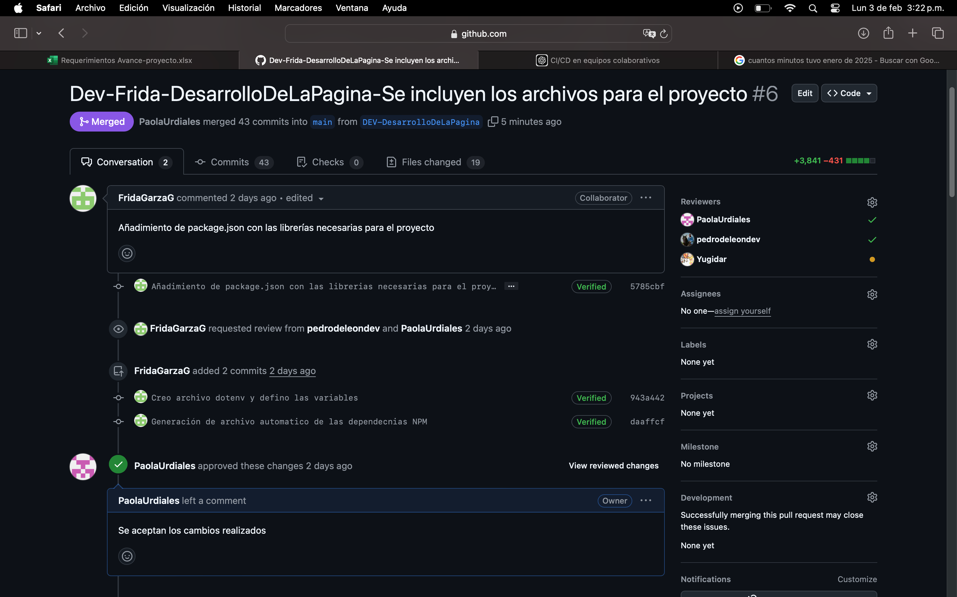 Safari Archivo Edición Visualización Historial Marcadores Ventana Ayuda Lun 3 de feb 3:22 p.m.
github.com
Requerimientos Avance-proyecto.xlsx
Dev-Frida-DesarrolloDeLaPagina-Se incluyen los archi...
CI/CD en equipos colaborativos
cuantos minutos tuvo enero de 2025 - Buscar con Goo...
Dev-Frida-DesarrolloDeLaPagina-Se incluyen los archivos para el proyecto #6
Edit
<> Code
Merged
PaolaUrdiales merged 43 commits into main from DEV-DesarrolloDeLaPagina 5 minutes ago
Conversation 2
Commits 43
Checks 0
Files changed 19
+3,841 −431
FridaGarzaG commented 2 days ago • edited
Collaborator
Añadimiento de package.json con las librerías necesarias para el proyecto
Añadimiento de package.json con las librerías necesarias para el proy…
Verified
5785cbf
FridaGarzaG requested review from pedrodeleondev and PaolaUrdiales 2 days ago
FridaGarzaG added 2 commits 2 days ago
Creo archivo dotenv y defino las variables
Verified
943a442
Generación de archivo automatico de las dependecnias NPM
Verified
daaffcf
PaolaUrdiales approved these changes 2 days ago
View reviewed changes
PaolaUrdiales left a comment
Owner
Se aceptan los cambios realizados
Reviewers
PaolaUrdiales
pedrodeleondev
Yugidar
Assignees
No one—assign yourself
Labels
None yet
Projects
None yet
Milestone
No milestone
Development
Successfully merging this pull request may close
these issues.
None yet
Notifications
Customize